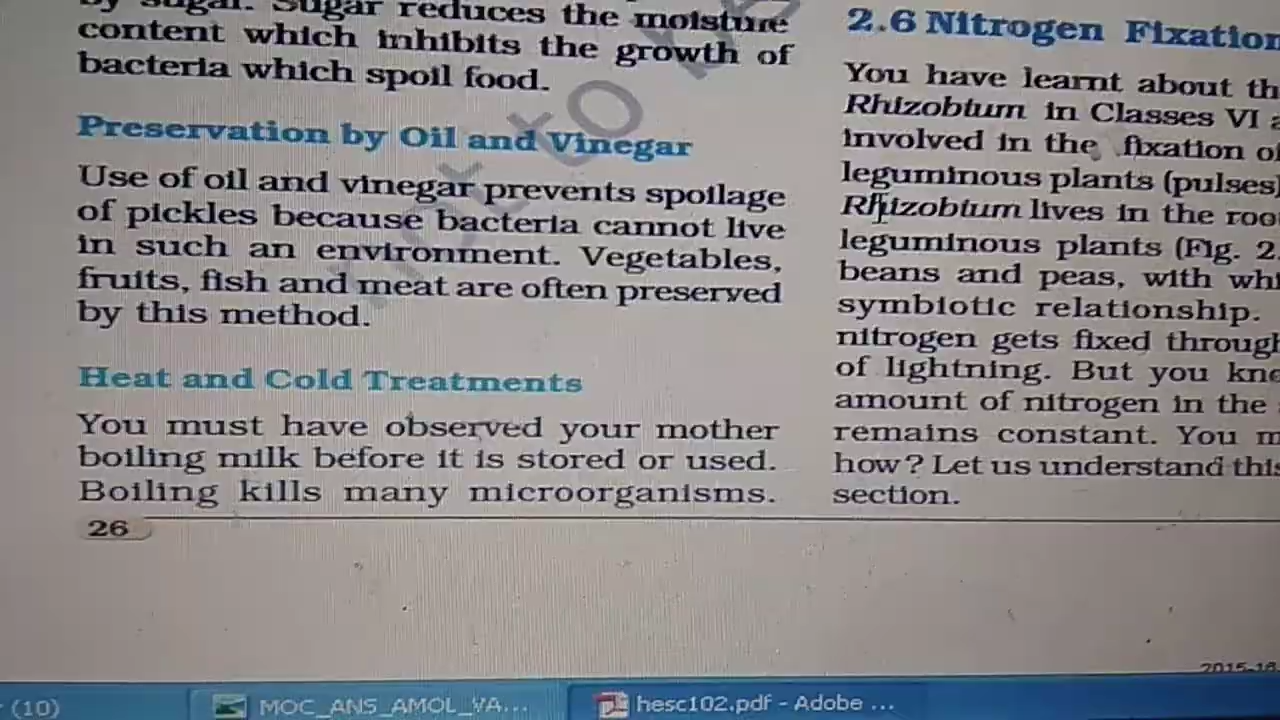 by sugar. Sugar reduces the moisture
content which inhibits the growth of
bacteria which spoil food.
Preservation by Oil and Vinegar
Use of oil and vinegar prevents spoilage
of pickles because bacteria cannot live
in such an environment. Vegetables,
fruits, fish and meat are often preserved
by this method.
Heat and Cold Treatments
You must have observed your mother
boiling milk before it is stored or used.
Boiling kills many microorganisms.
26
2.6 Nitrogen Fixation
You have learnt about th
Rhizobium in Classes VI a
involved in the fixation of
leguminous plants (pulses)
Rhizobium lives in the roo
leguminous plants (Fig. 2.
beans and peas, with whi
symbiotic relationship.
nitrogen gets fixed through
of lightning. But you kno
amount of nitrogen in the
remains constant. You m
how? Let us understand this
section.
2015-16
(10)
MOC_ANS_AMOL_VA...
hesc102.pdf - Adobe ...